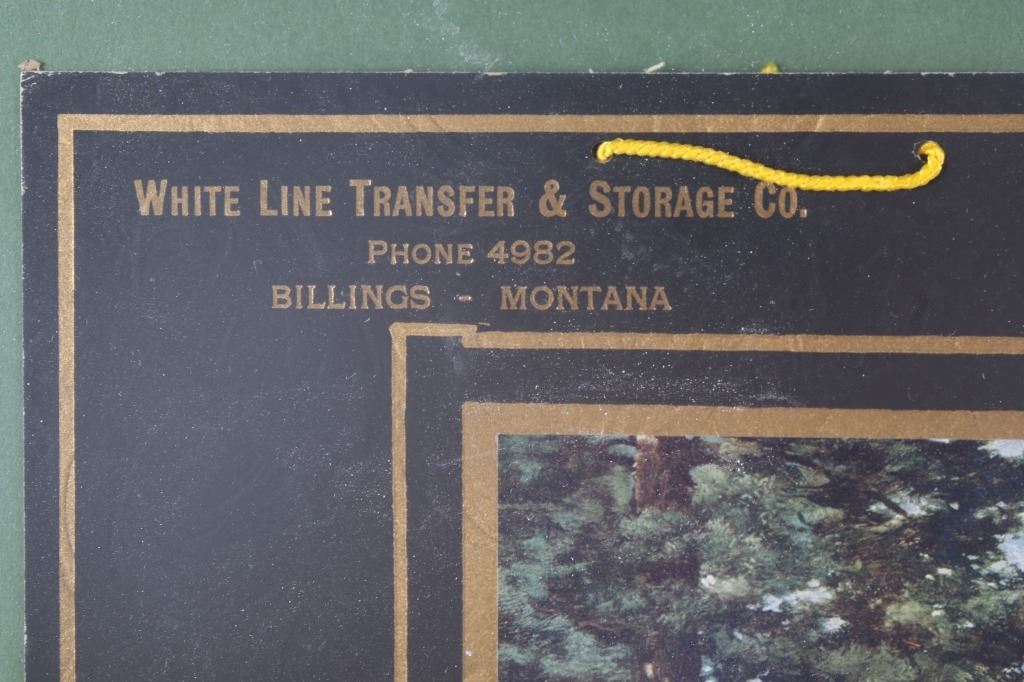 WHITE LINE TRANSFER & STORAGE CO.
PHONE 4982
BILLINGS - MONTANA